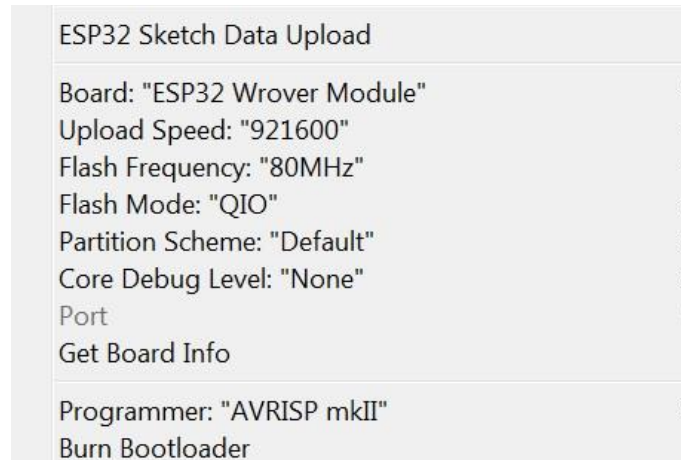 ESP32 Sketch Data Upload
Board: "ESP32 Wrover Module"
Upload Speed: "921600"
Flash Frequency: "80MHz"
Flash Mode: "QIO"
Partition Scheme: "Default"
Core Debug Level: "None"
Port
Get Board Info
Programmer: "AVRISP mkII"
Burn Bootloader